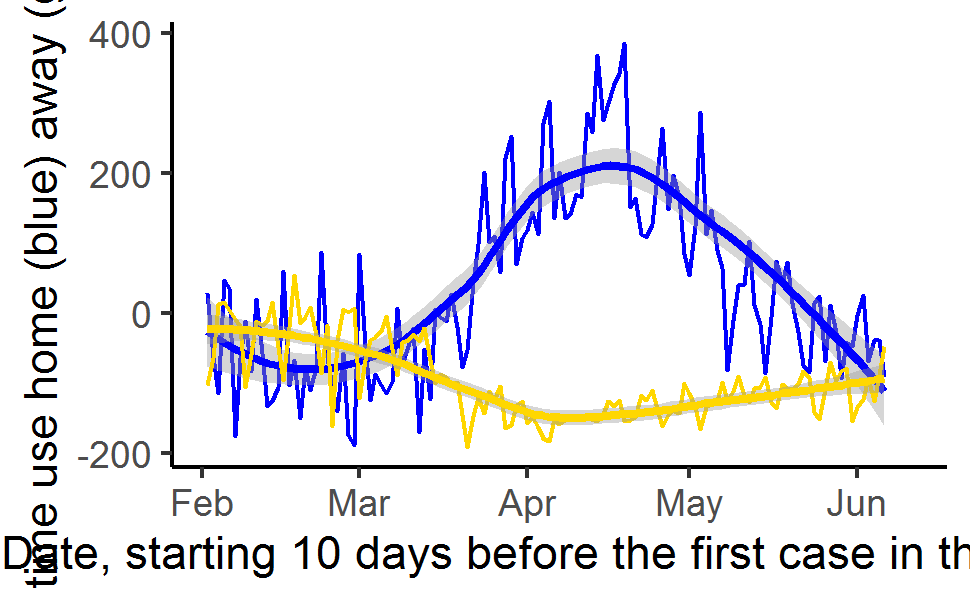 time use home (blue) away (
400
200
0
-200
Feb Mar Apr May Jun
Date, starting 10 days before the first case in th